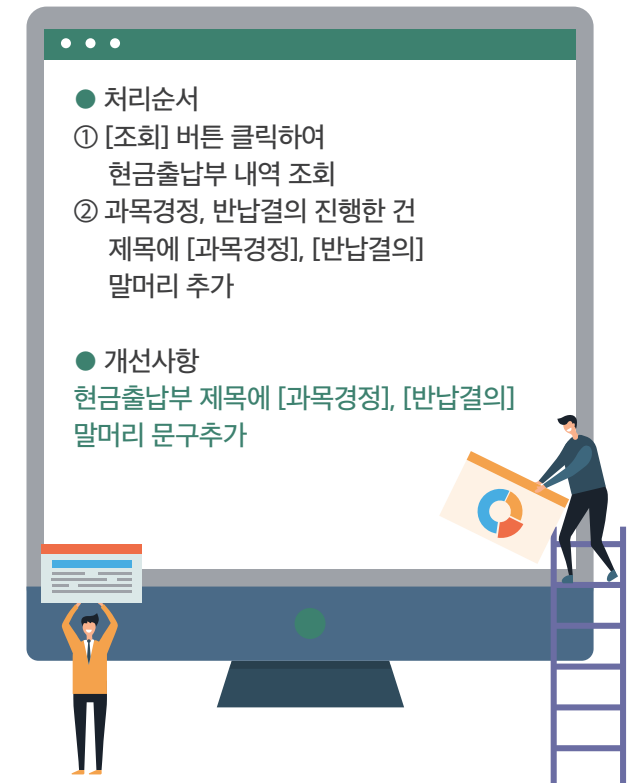 ● 처리순서
① [조회] 버튼 클릭하여
현금출납부 내역 조회
② 과목경정, 반납결의 진행한 건
제목에 [과목경정], [반납결의]
말머리 추가
● 개선사항
현금출납부 제목에 [과목경정], [반납결의]
말머리 문구추가